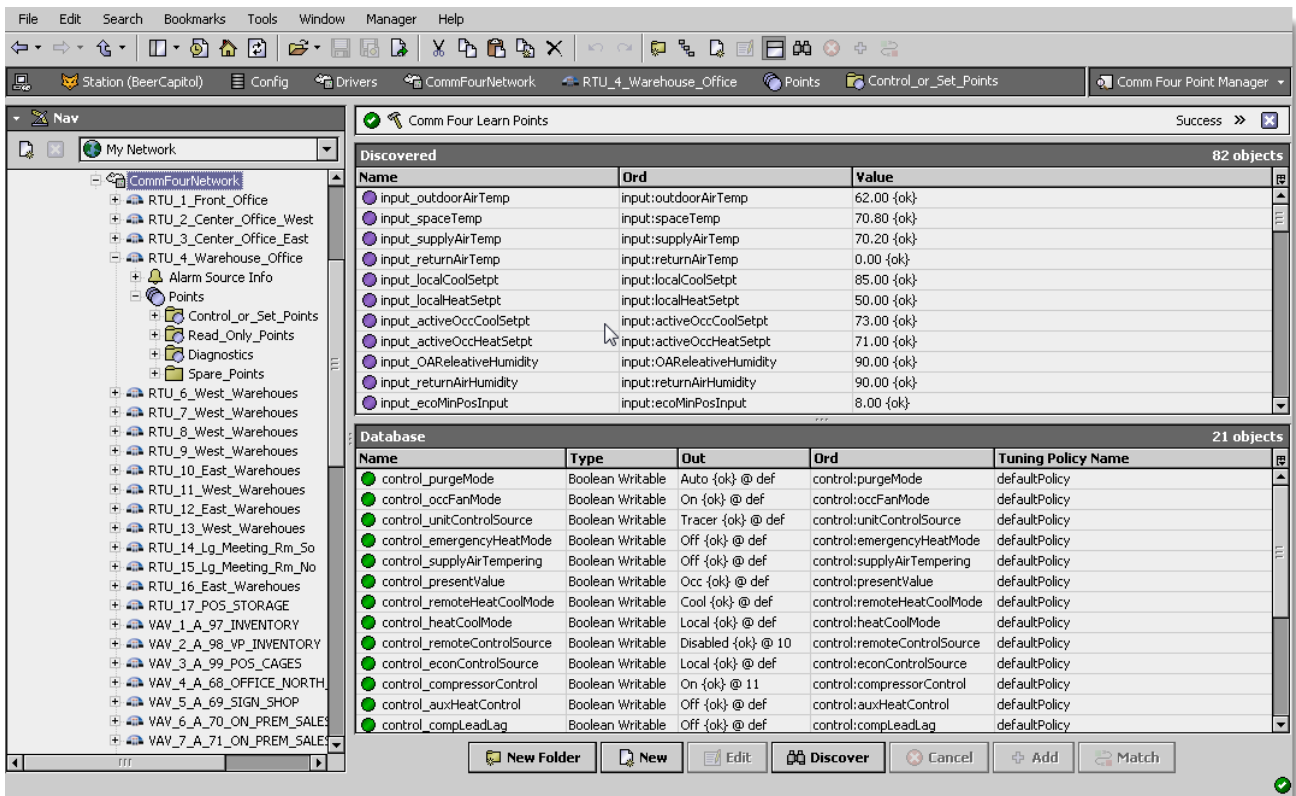 File Edit Search Bookmarks Tools Window Manager Help
Station (BeerCapitol) Config Drivers CommFourNetwork RTU_4_Warehouse_Office Points Control_or_Set_Points Comm Four Point Manager
Nav
My Network
CommFourNetwork
RTU_1_Front_Office
RTU_2_Center_Office_West
RTU_3_Center_Office_East
RTU_4_Warehouse_Office
Alarm Source Info
Points
Control_or_Set_Points
Read_Only_Points
Diagnostics
Spare_Points
RTU_6_West_Warehoues
RTU_7_West_Warehoues
RTU_8_West_Warehoues
RTU_9_West_Warehoues
RTU_10_East_Warehoues
RTU_11_West_Warehoues
RTU_12_East_Warehoues
RTU_13_West_Warehoues
RTU_14_Lg_Meeting_Rm_So
RTU_15_Lg_Meeting_Rm_No
RTU_16_East_Warehoues
RTU_17_POS_STORAGE
VAV_1_A_97_INVENTORY
VAV_2_A_98_VP_INVENTORY
VAV_3_A_99_POS_CAGES
VAV_4_A_68_OFFICE_NORTH_
VAV_5_A_69_SIGN_SHOP
VAV_6_A_70_ON_PREM_SALES
VAV_7_A_71_ON_PREM_SALES
Comm Four Learn Points Success »
Discovered 82 objects
Name Ord Value
input_outdoorAirTemp input:outdoorAirTemp 62.00 {ok}
input_spaceTemp input:spaceTemp 70.80 {ok}
input_supplyAirTemp input:supplyAirTemp 70.20 {ok}
input_returnAirTemp input:returnAirTemp 0.00 {ok}
input_localCoolSetpt input:localCoolSetpt 85.00 {ok}
input_localHeatSetpt input:localHeatSetpt 50.00 {ok}
input_activeOccCoolSetpt input:activeOccCoolSetpt 73.00 {ok}
input_activeOccHeatSetpt input:activeOccHeatSetpt 71.00 {ok}
input_OAReleativeHumidity input:OAReleativeHumidity 90.00 {ok}
input_returnAirHumidity input:returnAirHumidity 90.00 {ok}
input_ecoMinPosInput input:ecoMinPosInput 8.00 {ok}
Database 21 objects
Name Type Out Ord Tuning Policy Name
control_purgeMode Boolean Writable Auto {ok} @ def control:purgeMode defaultPolicy
control_occFanMode Boolean Writable On {ok} @ def control:occFanMode defaultPolicy
control_unitControlSource Boolean Writable Tracer {ok} @ def control:unitControlSource defaultPolicy
control_emergencyHeatMode Boolean Writable Off {ok} @ def control:emergencyHeatMode defaultPolicy
control_supplyAirTempering Boolean Writable Off {ok} @ def control:supplyAirTempering defaultPolicy
control_presentValue Boolean Writable Occ {ok} @ def control:presentValue defaultPolicy
control_remoteHeatCoolMode Boolean Writable Cool {ok} @ def control:remoteHeatCoolMode defaultPolicy
control_heatCoolMode Boolean Writable Local {ok} @ def control:heatCoolMode defaultPolicy
control_remoteControlSource Boolean Writable Disabled {ok} @ 10 control:remoteControlSource defaultPolicy
control_econControlSource Boolean Writable Local {ok} @ def control:econControlSource defaultPolicy
control_compressorControl Boolean Writable On {ok} @ 11 control:compressorControl defaultPolicy
control_auxHeatControl Boolean Writable Off {ok} @ def control:auxHeatControl defaultPolicy
control_compLeadLag Boolean Writable Off {ok} @ def control:compLeadLag defaultPolicy
New Folder New Edit Discover Cancel Add Match